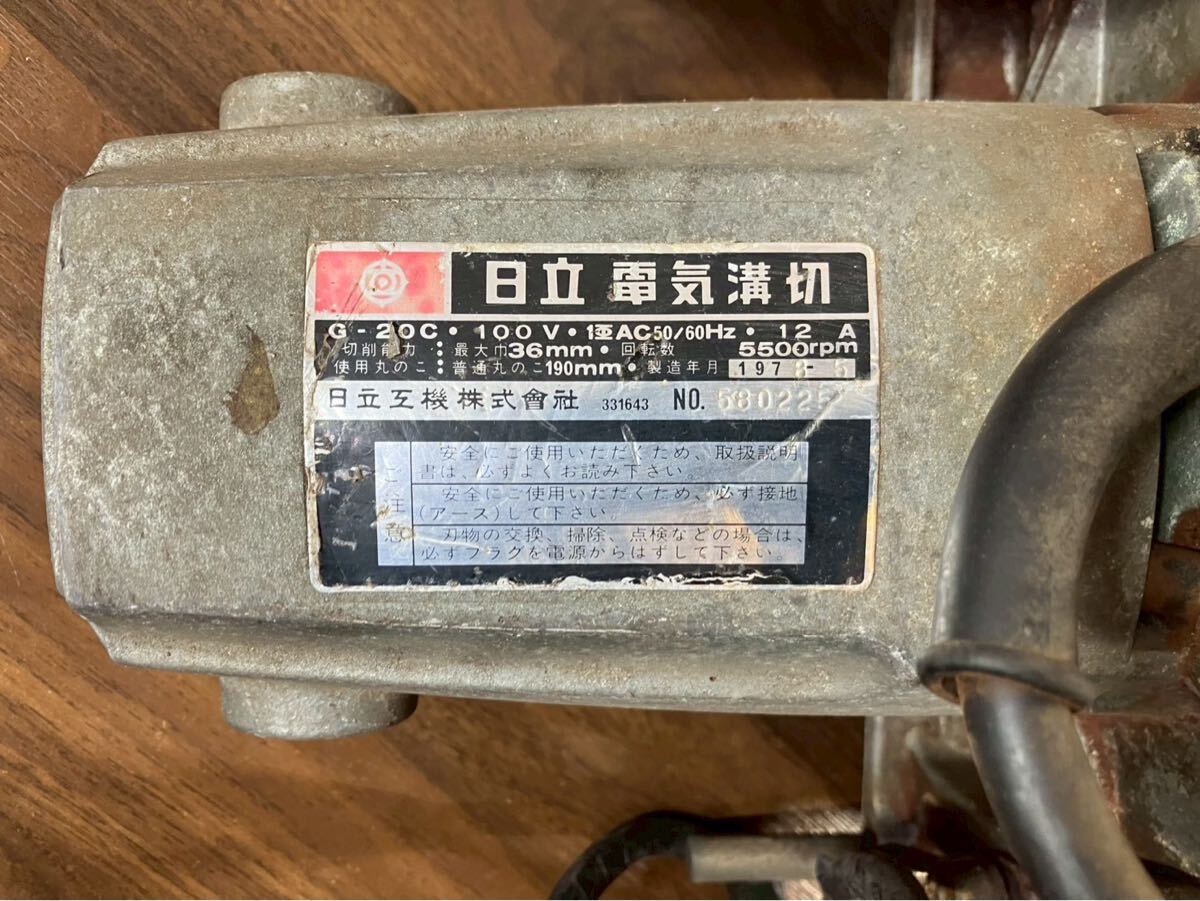 日立 電気溝切
G-20C・100V・1⌀AC50/60Hz・12 A
切削能力:最大巾36mm・回転数 5500rpm
使用丸のこ:普通丸のこ190mm・製造年月
日立工機株式會社 331643 NO. 580225
ご注意
安全にご使用いただくため、取扱説明
書は、必ずよくお読み下さい。
安全にご使用いただくため、必ず接地
(アース)して下さい
刃物の交換、掃除、点検などの場合は、
必ずプラグを電源からはずして下さい。